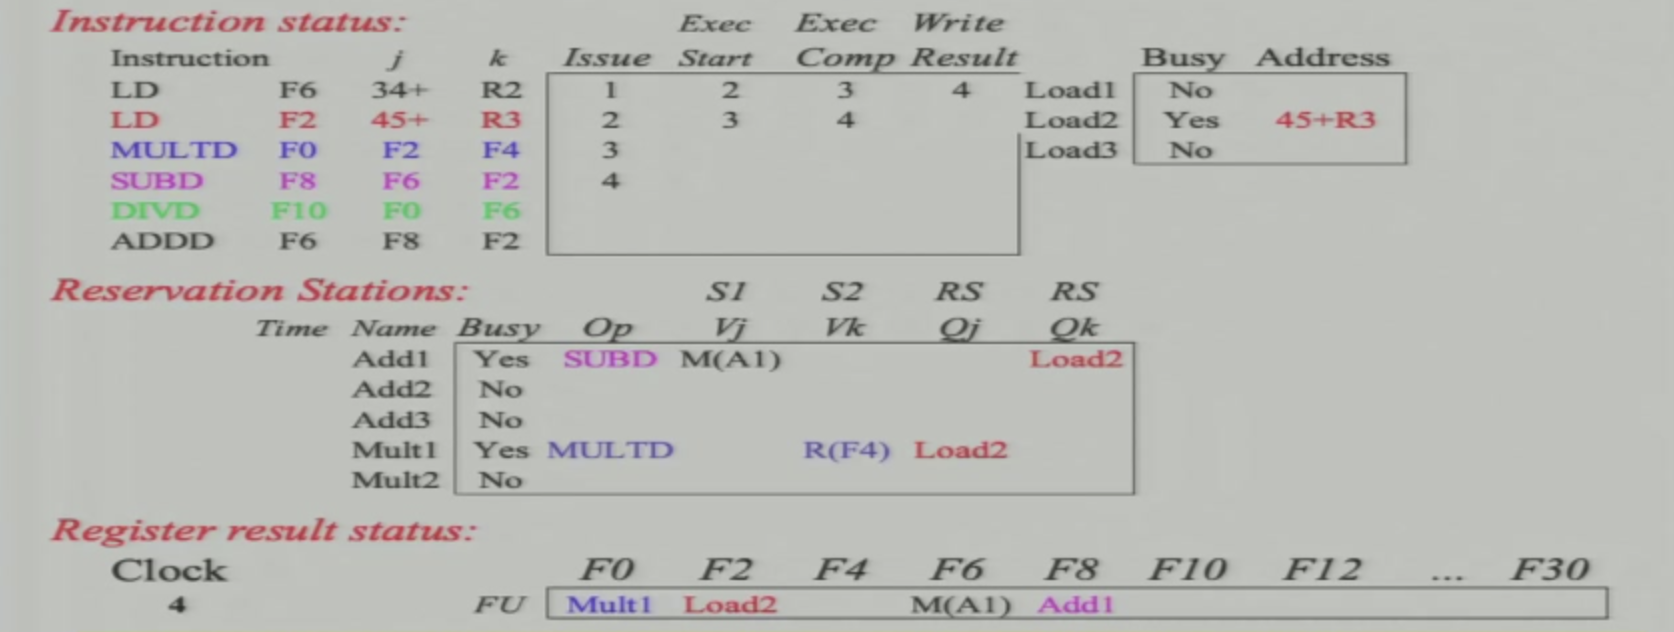 Instruction status: Exec Exec Write
Instruction j k Issue Start Comp Result Busy Address
LD F6 34+ R2 1 2 3 4 Load1 No
LD F2 45+ R3 2 3 4 Load2 Yes 45+R3
MULTD F0 F2 F4 3 Load3 No
SUBD F8 F6 F2 4
DIVD F10 F0 F6
ADDD F6 F8 F2
Reservation Stations: S1 S2 RS RS
Time Name Busy Op Vj Vk Qj Qk
Add1 Yes SUBD M(A1) Load2
Add2 No
Add3 No
Mult1 Yes MULTD R(F4) Load2
Mult2 No
Register result status:
Clock F0 F2 F4 F6 F8 F10 F12 ... F30
4 FU Mult1 Load2 M(A1) Add1